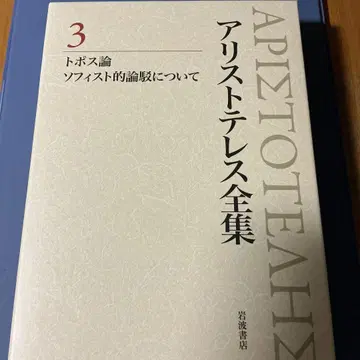 3
トポス論
ソフィスト的論駁について
アリストテレス全集
ΑΡΙΣΤΟΤΕΛΗΣ
岩波書店